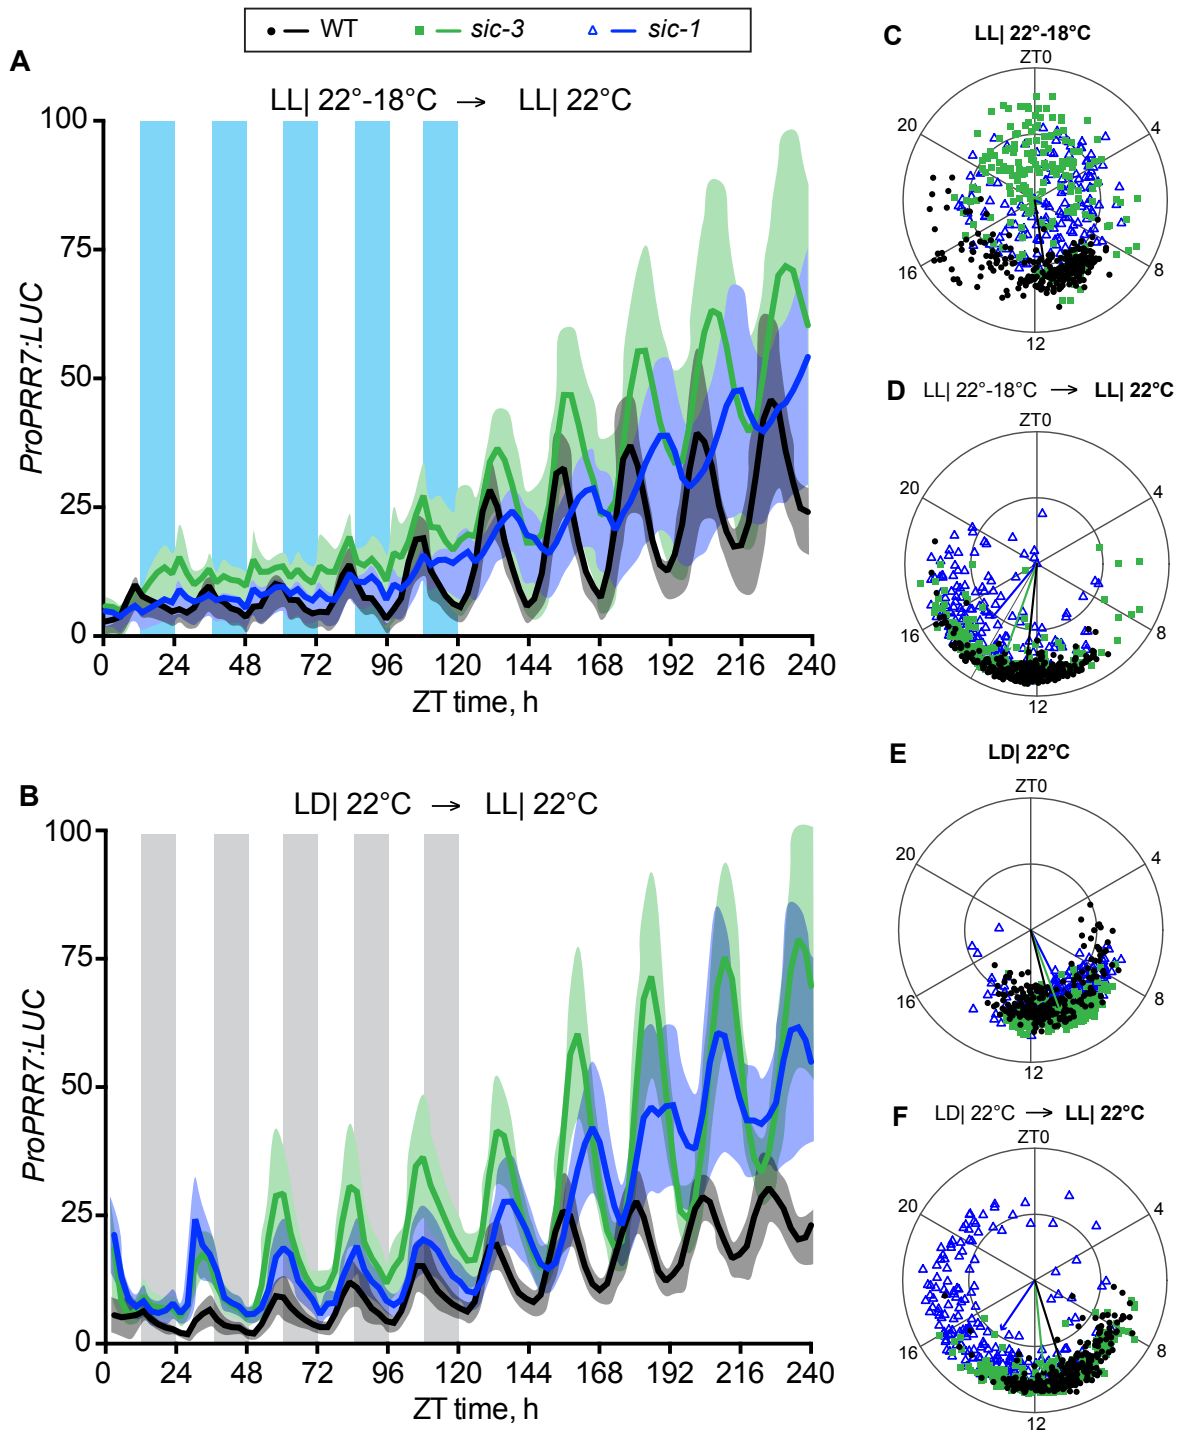 WT sic-3 sic-1
A
LL| 22°-18°C → LL| 22°C
100
75
50
25
0
ProPRR7:LUC
0 24 48 72 96 120 144 168 192 216 240
ZT time, h
B
LD| 22°C → LL| 22°C
100
75
50
25
0
ProPRR7:LUC
0 24 48 72 96 120 144 168 192 216 240
ZT time, h
C
LL| 22°-18°C
ZT0
20 4
16 8
12
D LL| 22°-18°C → LL| 22°C
ZT0
20 4
16 8
12
E
LD| 22°C
ZT0
20 4
16 8
12
F LD| 22°C → LL| 22°C
ZT0
20 4
16 8
12